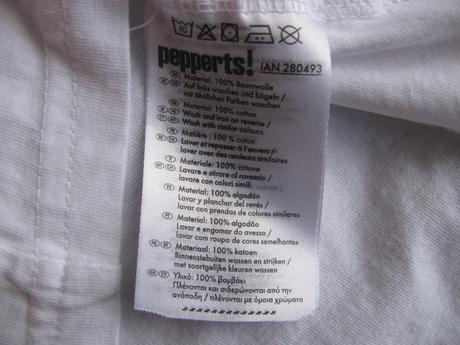 40
pepperts! IAN 280493
Material: 100% Baumwolle
Auf links waschen und bügeln /
mit ähnlichen Farben waschen
Material: 100% cotton
Wash and iron on reverse /
Wash with similar colours
Matière : 100 % coton
Laver et repasser à l'envers /
laver avec des couleurs similaires
Materiale: 100% cotone
Lavare e stirare al rovescio /
lavare con colori simili
Material: 100% algodón
Lavar y planchar del revés /
lavar con prendas de colores similares
Material: 100% algodão
Lavar e engomar do avesso /
lavar com roupa de cores semelhantes
Materiaal: 100% katoen
Binnenstebuiten wassen en strijken /
met soortgelijke kleuren wassen
Υλικό: 100% βαμβάκι
Πλένονται και σιδερώνονται από την
ανάποδη / πλένονται με όμοια χρώματα